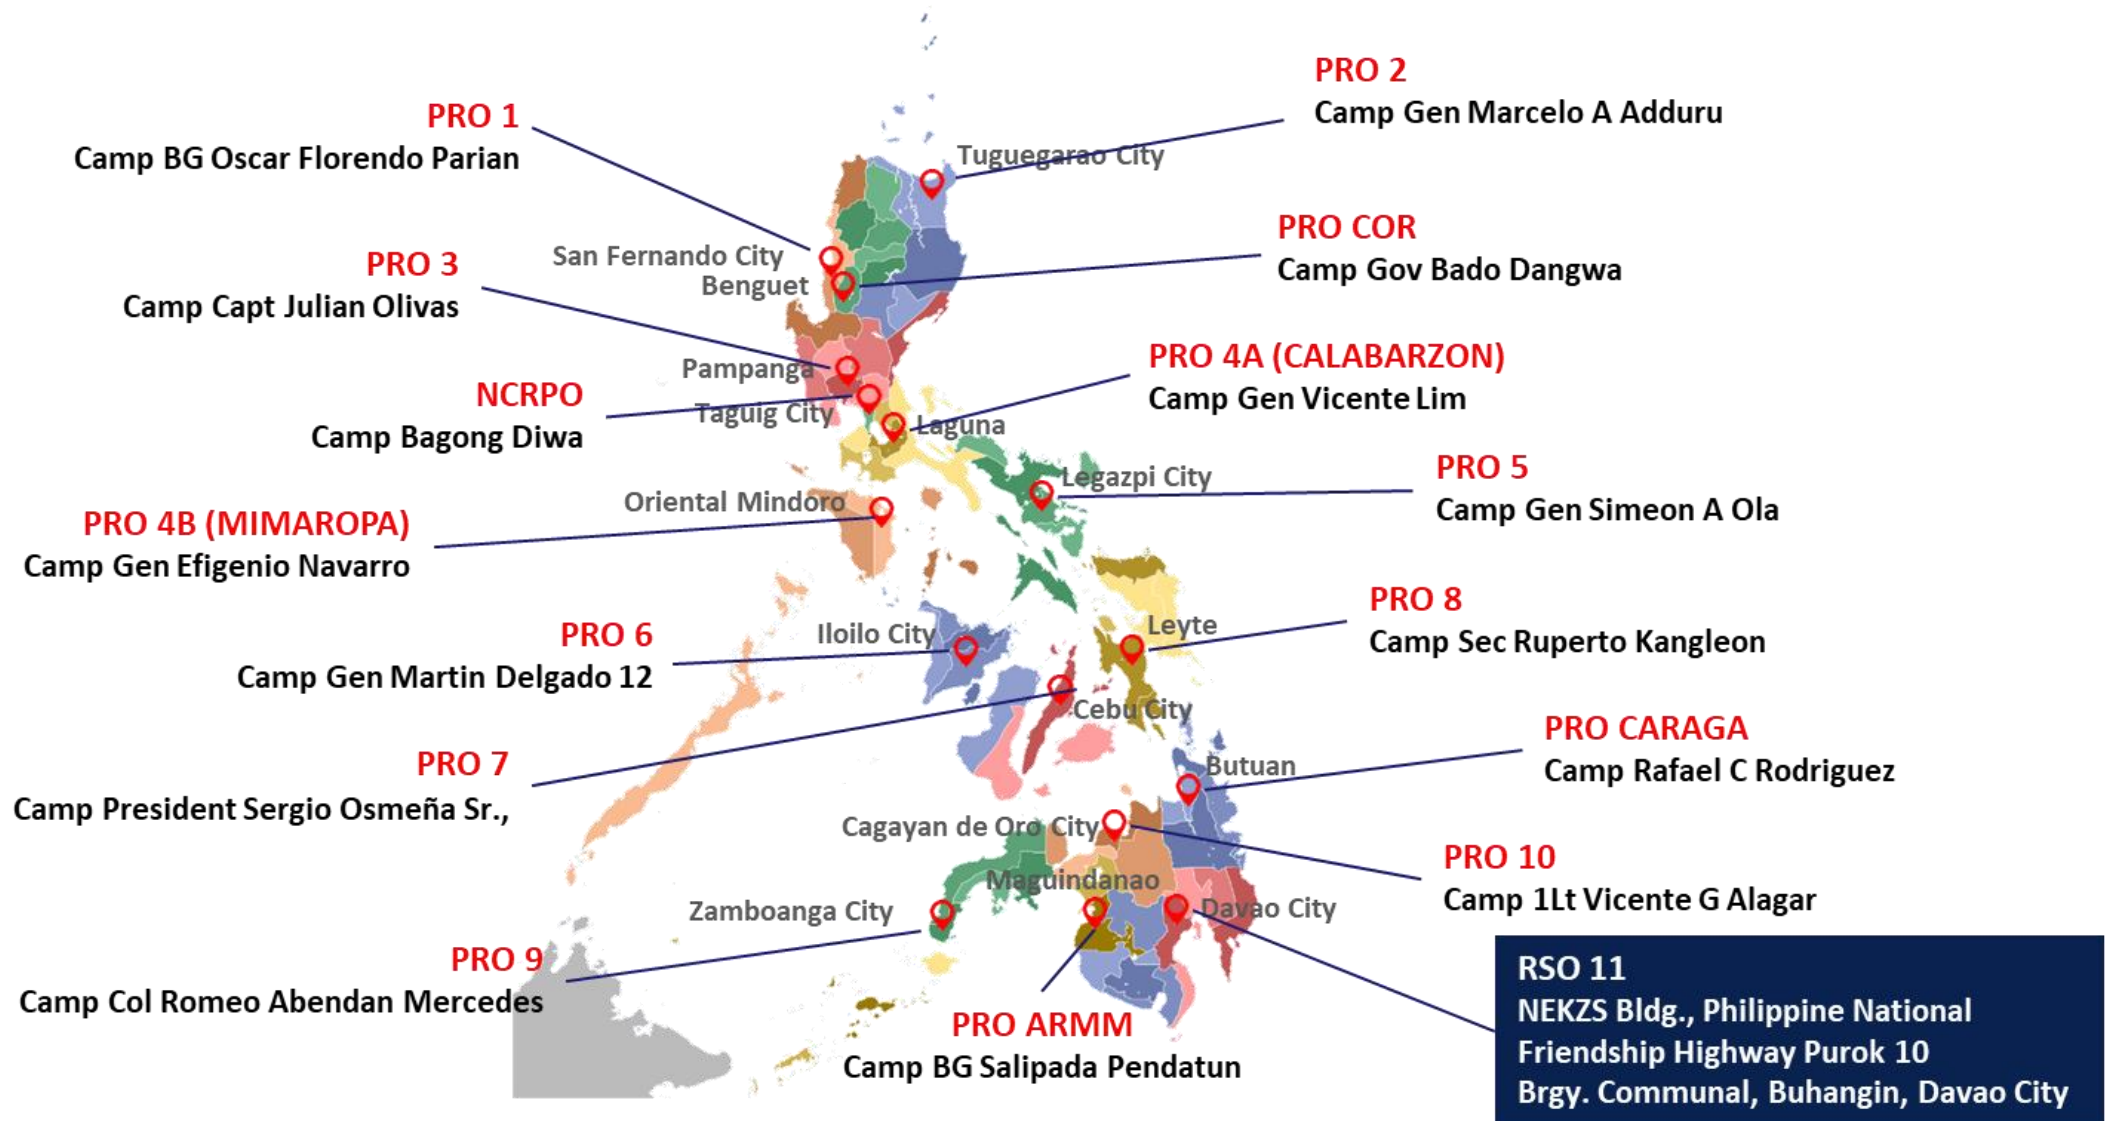 PRO 1
Camp BG Oscar Florendo Parian
San Fernando City
PRO 2
Camp Gen Marcelo A Adduru
Tuguegarao City
PRO COR
Camp Gov Bado Dangwa
Benguet
PRO 3
Camp Capt Julian Olivas
Pampanga
NCRPO
Camp Bagong Diwa
Taguig City
PRO 4A (CALABARZON)
Camp Gen Vicente Lim
Laguna
PRO 4B (MIMAROPA)
Camp Gen Efigenio Navarro
Oriental Mindoro
PRO 5
Camp Gen Simeon A Ola
Legazpi City
PRO 6
Camp Gen Martin Delgado 12
Iloilo City
PRO 8
Camp Sec Ruperto Kangleon
Leyte
PRO 7
Camp President Sergio Osmeña Sr.,
Cebu City
PRO CARAGA
Camp Rafael C Rodriguez
Butuan
Cagayan de Oro City
PRO 10
Camp 1Lt Vicente G Alagar
Maguindanao
Zamboanga City
PRO 9
Camp Col Romeo Abendan Mercedes
PRO ARMM
Camp BG Salipada Pendatun
Davao City
RSO 11
NEKZS Bldg., Philippine National
Friendship Highway Purok 10
Brgy. Communal, Buhangin, Davao City